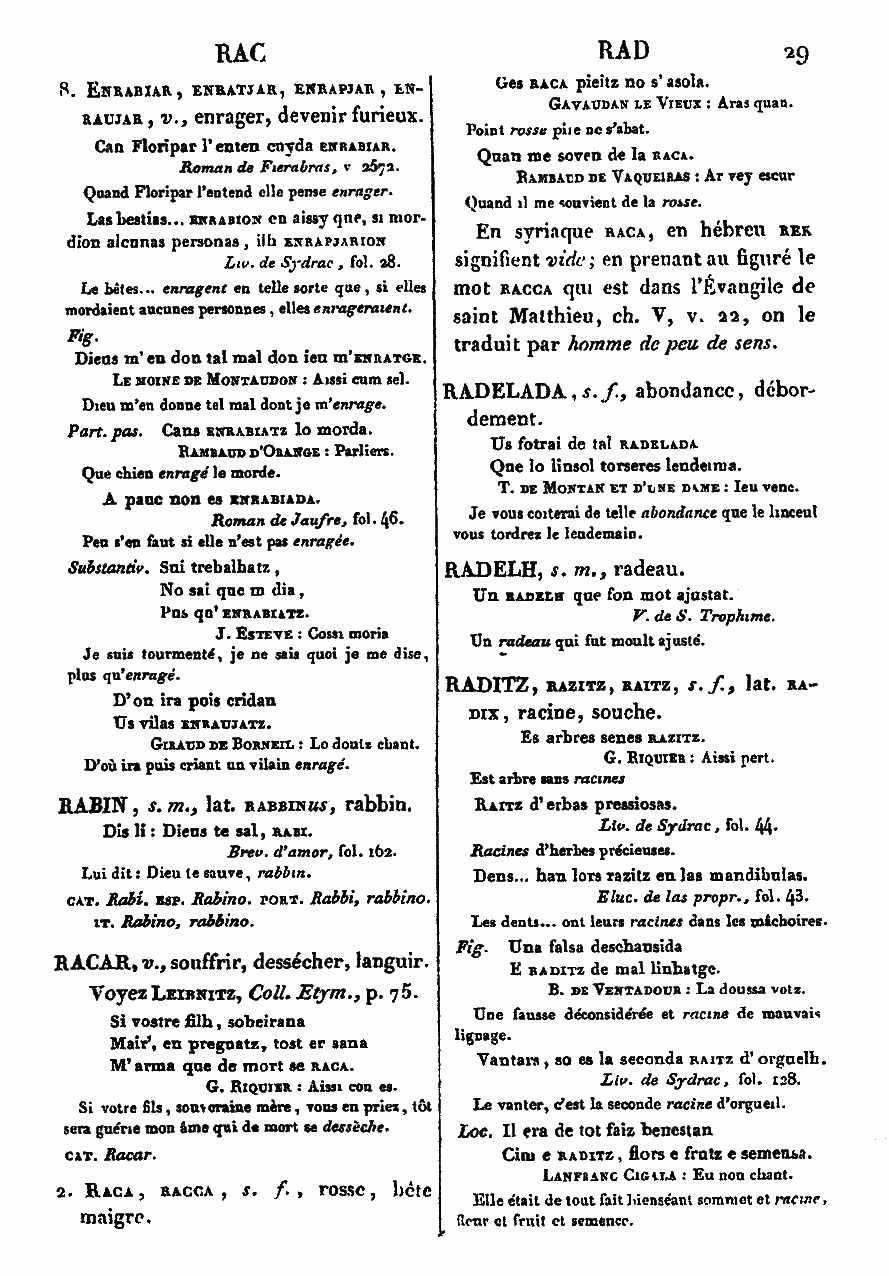 RAC
8. ENRABIAR, ENRATJAR, ENRAPJAR, EN-
RAUJAR, v., enrager, devenir furieux.
Can Floripar l'enten cuyda ENRABIAR.
Roman de Fierabras, v 2572.
Quand Floripar l'entend elle pense enrager.
Las bestias... ENRABION en aissy que, si mor-
dion alcunas personas, ilh ENRAPJARION
Liv. de Sydrac, fol. 28.
Le bêtes... enragent en telle sorte que, si elles
mordaient aucunes personnes, elles enrageraient.
Fig.
Dieus m'en don tal mal don ieu m'ENRATGE.
LE MOINE DE MONTAUDON : Aissi cum sel.
Dieu m'en donne tel mal dont je m'enrage.
Part. pas. Cans ENRABIATZ lo morda.
RAMBAUD D'ORANGE : Parliers.
Que chien enragé le morde.
A pauc non es ENRABIADA.
Roman de Jaufre, fol. 46.
Peu s'en faut si elle n'est pas enragée.
Substantiv. Sui trebalhatz,
No sai que m dia,
Pus qu'ENRABIATZ.
J. ESTEVE : Cossi moria
Je suis tourmenté, je ne sais quoi je me dise,
plus qu'enragé.
D'on ira pois cridan
Us vilas ENRAUJATZ.
GIRAUD DE BORNEIL : Lo doutz chant.
D'où ira puis criant un vilain enragé.
RABIN, s. m., lat. RABBINus, rabbin.
Dis li : Dieus te sal, RABI.
Brev. d'amor, fol. 162.
Lui dit : Dieu te sauve, rabbin.
CAT. Rabí. ESP. Rabino. PORT. Rabbi, rabbino.
IT. Rabino, rabbino.
RACAR, v., souffrir, dessécher, languir.
Voyez LEIBNITZ, Coll. Etym., p. 75.
Si vostre filh, sobeirana
Mair', en pregnatz, tost er sana
M'arma que de mort se RACA.
G. RIQUIER : Aissi con es.
Si votre fils, souveraine mère, vous en priez, tôt
sera guérie mon âme qui de mort se dessèche.
CAT. Racar.
2. RACA, RACCA, s. f., rosse, bête
maigre.
RAD 29
Ges RACA pieitz no s'asola.
GAVAUDAN LE VIEUX : Aras quan.
Point rosse pire ne s'abat.
Quan me soven de la RACA.
RAMBAUD DE VAQUEIRAS : Ar vey escur
Quand il me souvient de la rosse.
En syriaque RACA, en hébreu REK
signifient vide ; en prenant au figuré le
mot RACCA qui est dans l'Évangile de
saint Matthieu, ch. V, v. 22, on le
traduit par homme de peu de sens.
RADELADA, s. f., abondance, débor-
dement.
Us fotrai de tal RADELADA
Que lo linsol torseres lendeima.
T. DE MONTAN ET D'UNE DAME : Ieu venc.
Je vous coiterai de telle abondance que le linceul
vous tordrez le lendemain.
RADELH, s. m., radeau.
Un RADELH que fon mot ajustat.
V. de S. Trophime.
Un radeau qui fut moult ajusté.
RADITZ, RAZITZ, RAITZ, s. f., lat. RA-
DIX, racine, souche.
Es arbres senes RAZITZ.
G. RIQUIER : Aissi pert.
Est arbre sans racines
RAITZ d'erbas pressiosas.
Liv. de Sydrac, fol. 44.
Racines d'herbes précieuses.
Dens... han lors razitz en las mandibulas.
Eluc. de las propr., fol. 43.
Les dents... ont leurs racines dans les mâchoires.
Fig. Una falsa deschausida
E RADITZ de mal linhatge.
B. DE VENTADOUR : La doussa votz.
Une fausse déconsidérée et racine de mauvais
lignage.
Vantars, so es la seconda RAITZ d'orguelh.
Liv. de Sydrac, fol. 128.
Le vanter, c'est la seconde racine d'orgueil.
Loc. Il era de tot faiz benestan
Cim e RADITZ, flors e frutz e semensa.
LANFRANC CIGALA : Eu non chant.
Elle était de tout fait bienséant sommet et racine,
fleur et fruit et semence.